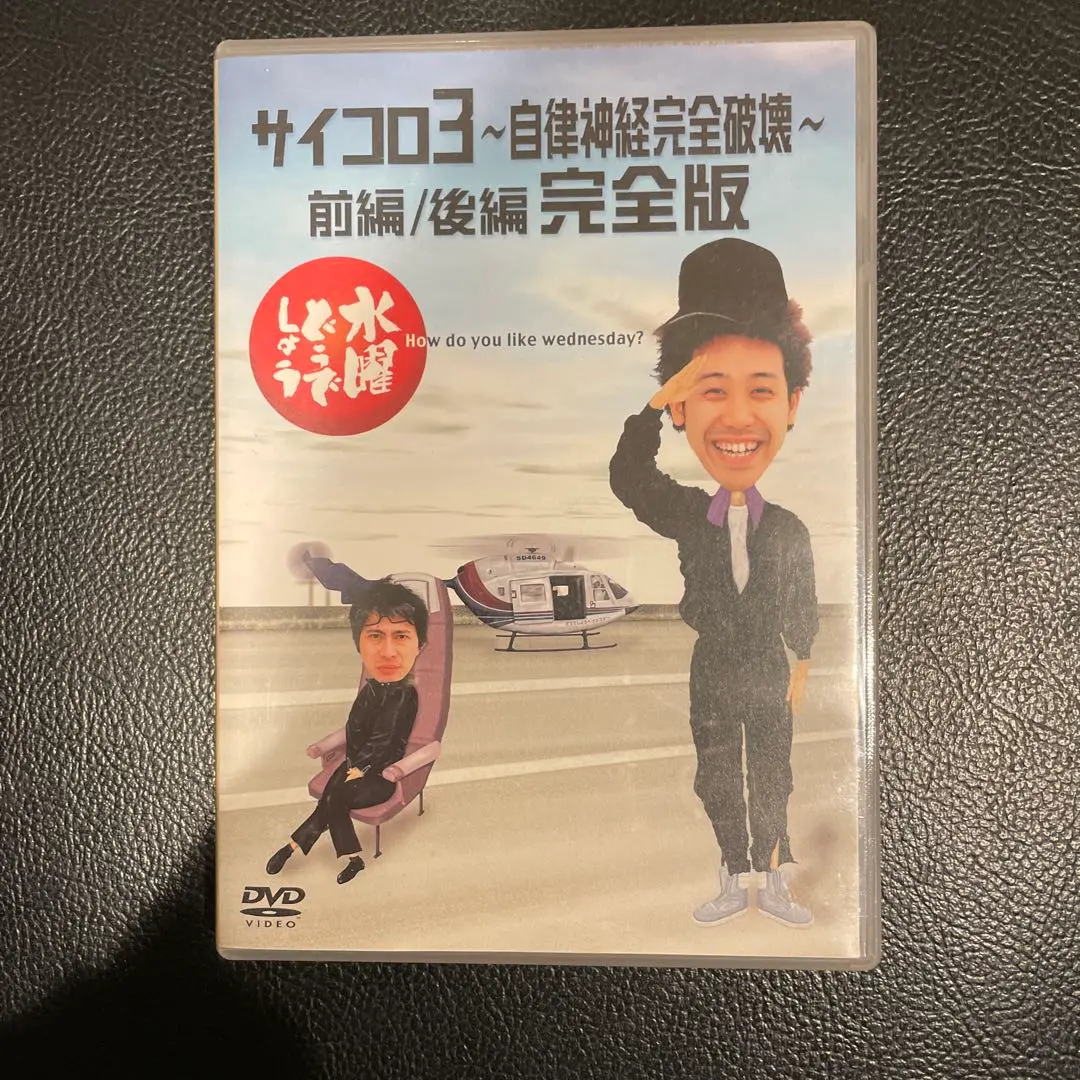 サイコロ3~自律神経完全破壊~
前編/後編 完全版
水曜
どうで
しょう
How do you like wednesday?
SD4649
DVD
VIDEO